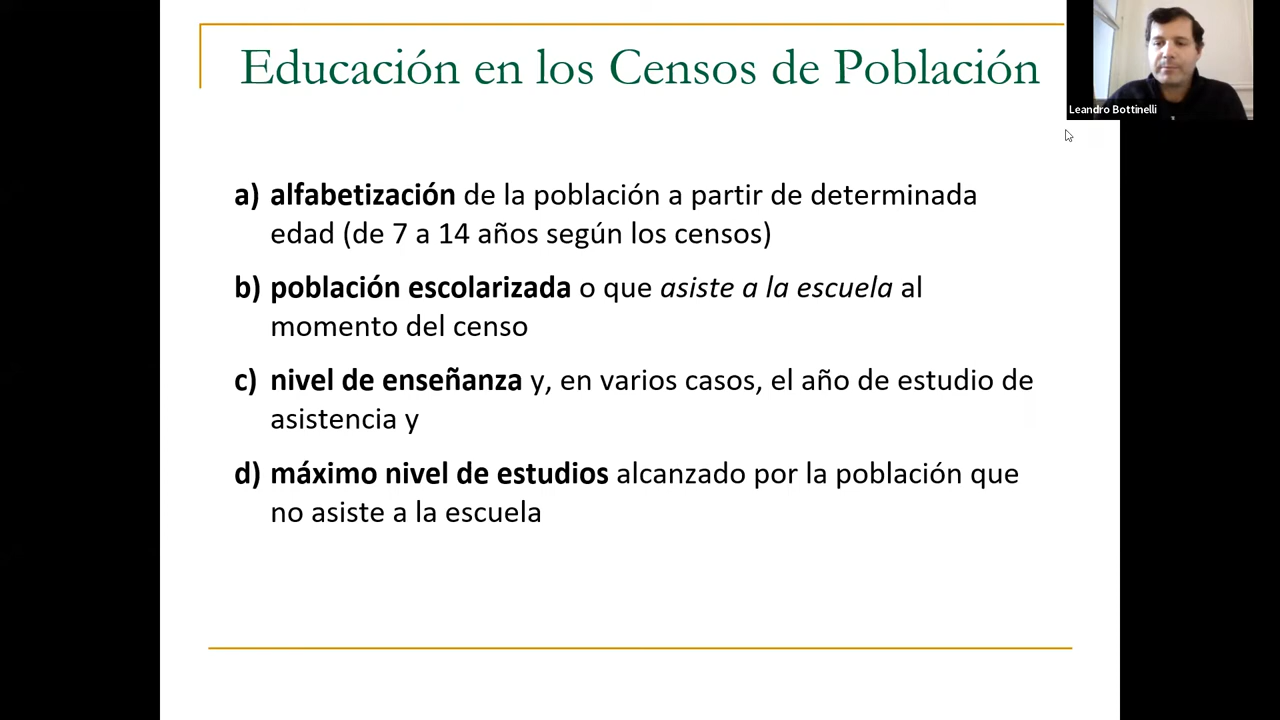 Educación en los Censos de Población
Leandro Bottinelli
a) alfabetización de la población a partir de determinada
edad (de 7 a 14 años según los censos)
b) población escolarizada o que asiste a la escuela al
momento del censo
c) nivel de enseñanza y, en varios casos, el año de estudio de
asistencia y
d) máximo nivel de estudios alcanzado por la población que
no asiste a la escuela